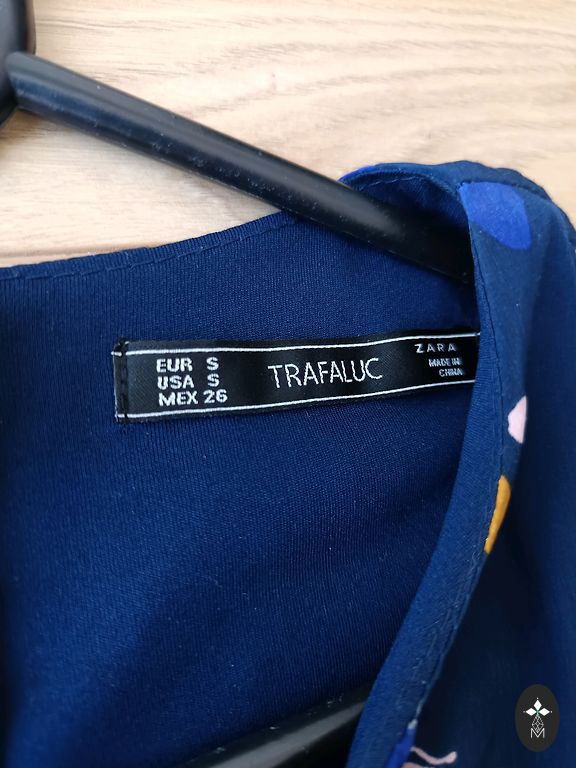 EUR S
USA S
MEX 26
TRAFALUC
ZARA
MADE IN
CHINA